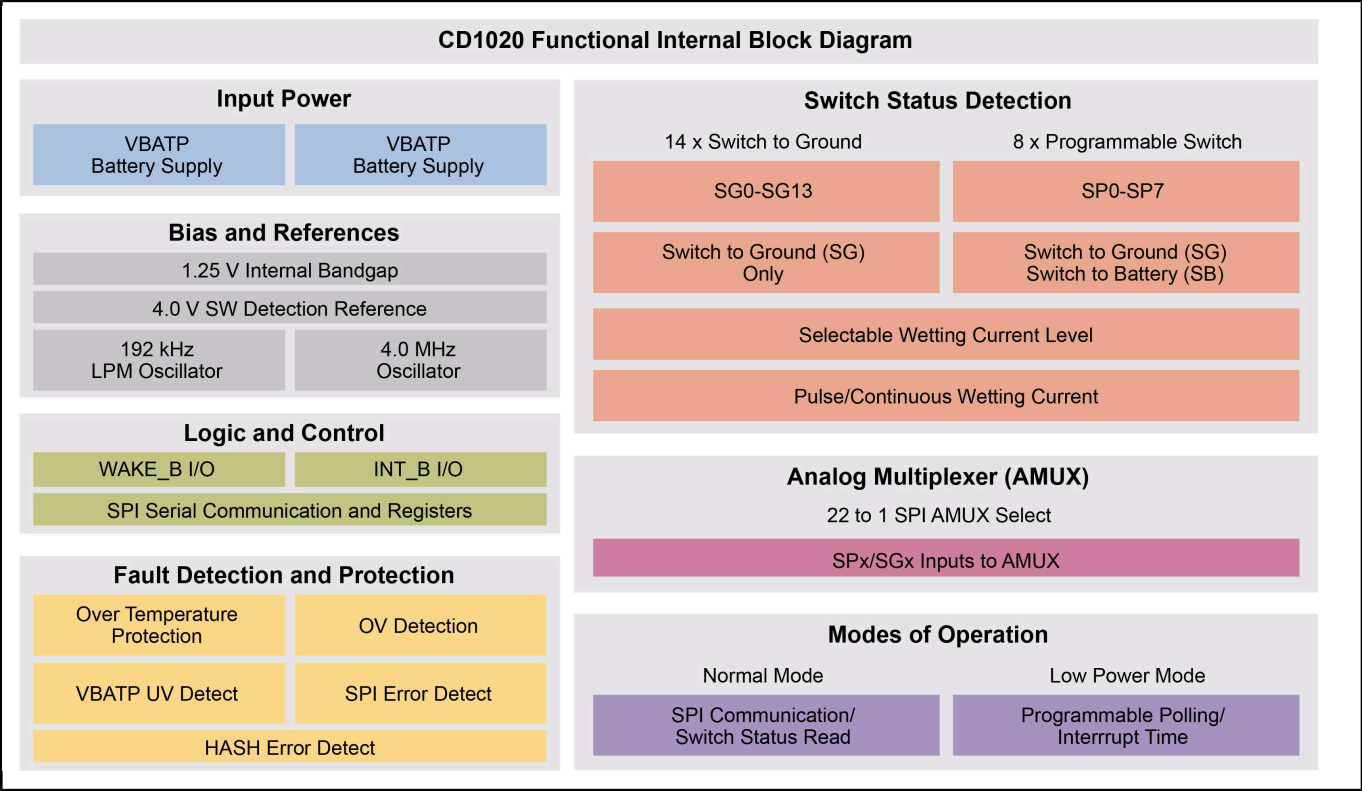 CD1020 Functional Internal Block Diagram
Input Power
VBATP
Battery Supply
VBATP
Battery Supply
Bias and References
1.25 V Internal Bandgap
4.0 V SW Detection Reference
192 kHz
LPM Oscillator
4.0 MHz
Oscillator
Logic and Control
WAKE_B I/O
INT_B I/O
SPI Serial Communication and Registers
Fault Detection and Protection
Over Temperature
Protection
OV Detection
VBATP UV Detect
SPI Error Detect
HASH Error Detect
Switch Status Detection
14 x Switch to Ground
8 x Programmable Switch
SG0-SG13
SP0-SP7
Switch to Ground (SG)
Only
Switch to Ground (SG)
Switch to Battery (SB)
Selectable Wetting Current Level
Pulse/Continuous Wetting Current
Analog Multiplexer (AMUX)
22 to 1 SPI AMUX Select
SPx/SGx Inputs to AMUX
Modes of Operation
Normal Mode
Low Power Mode
SPI Communication/
Switch Status Read
Programmable Polling/
Interrrupt Time